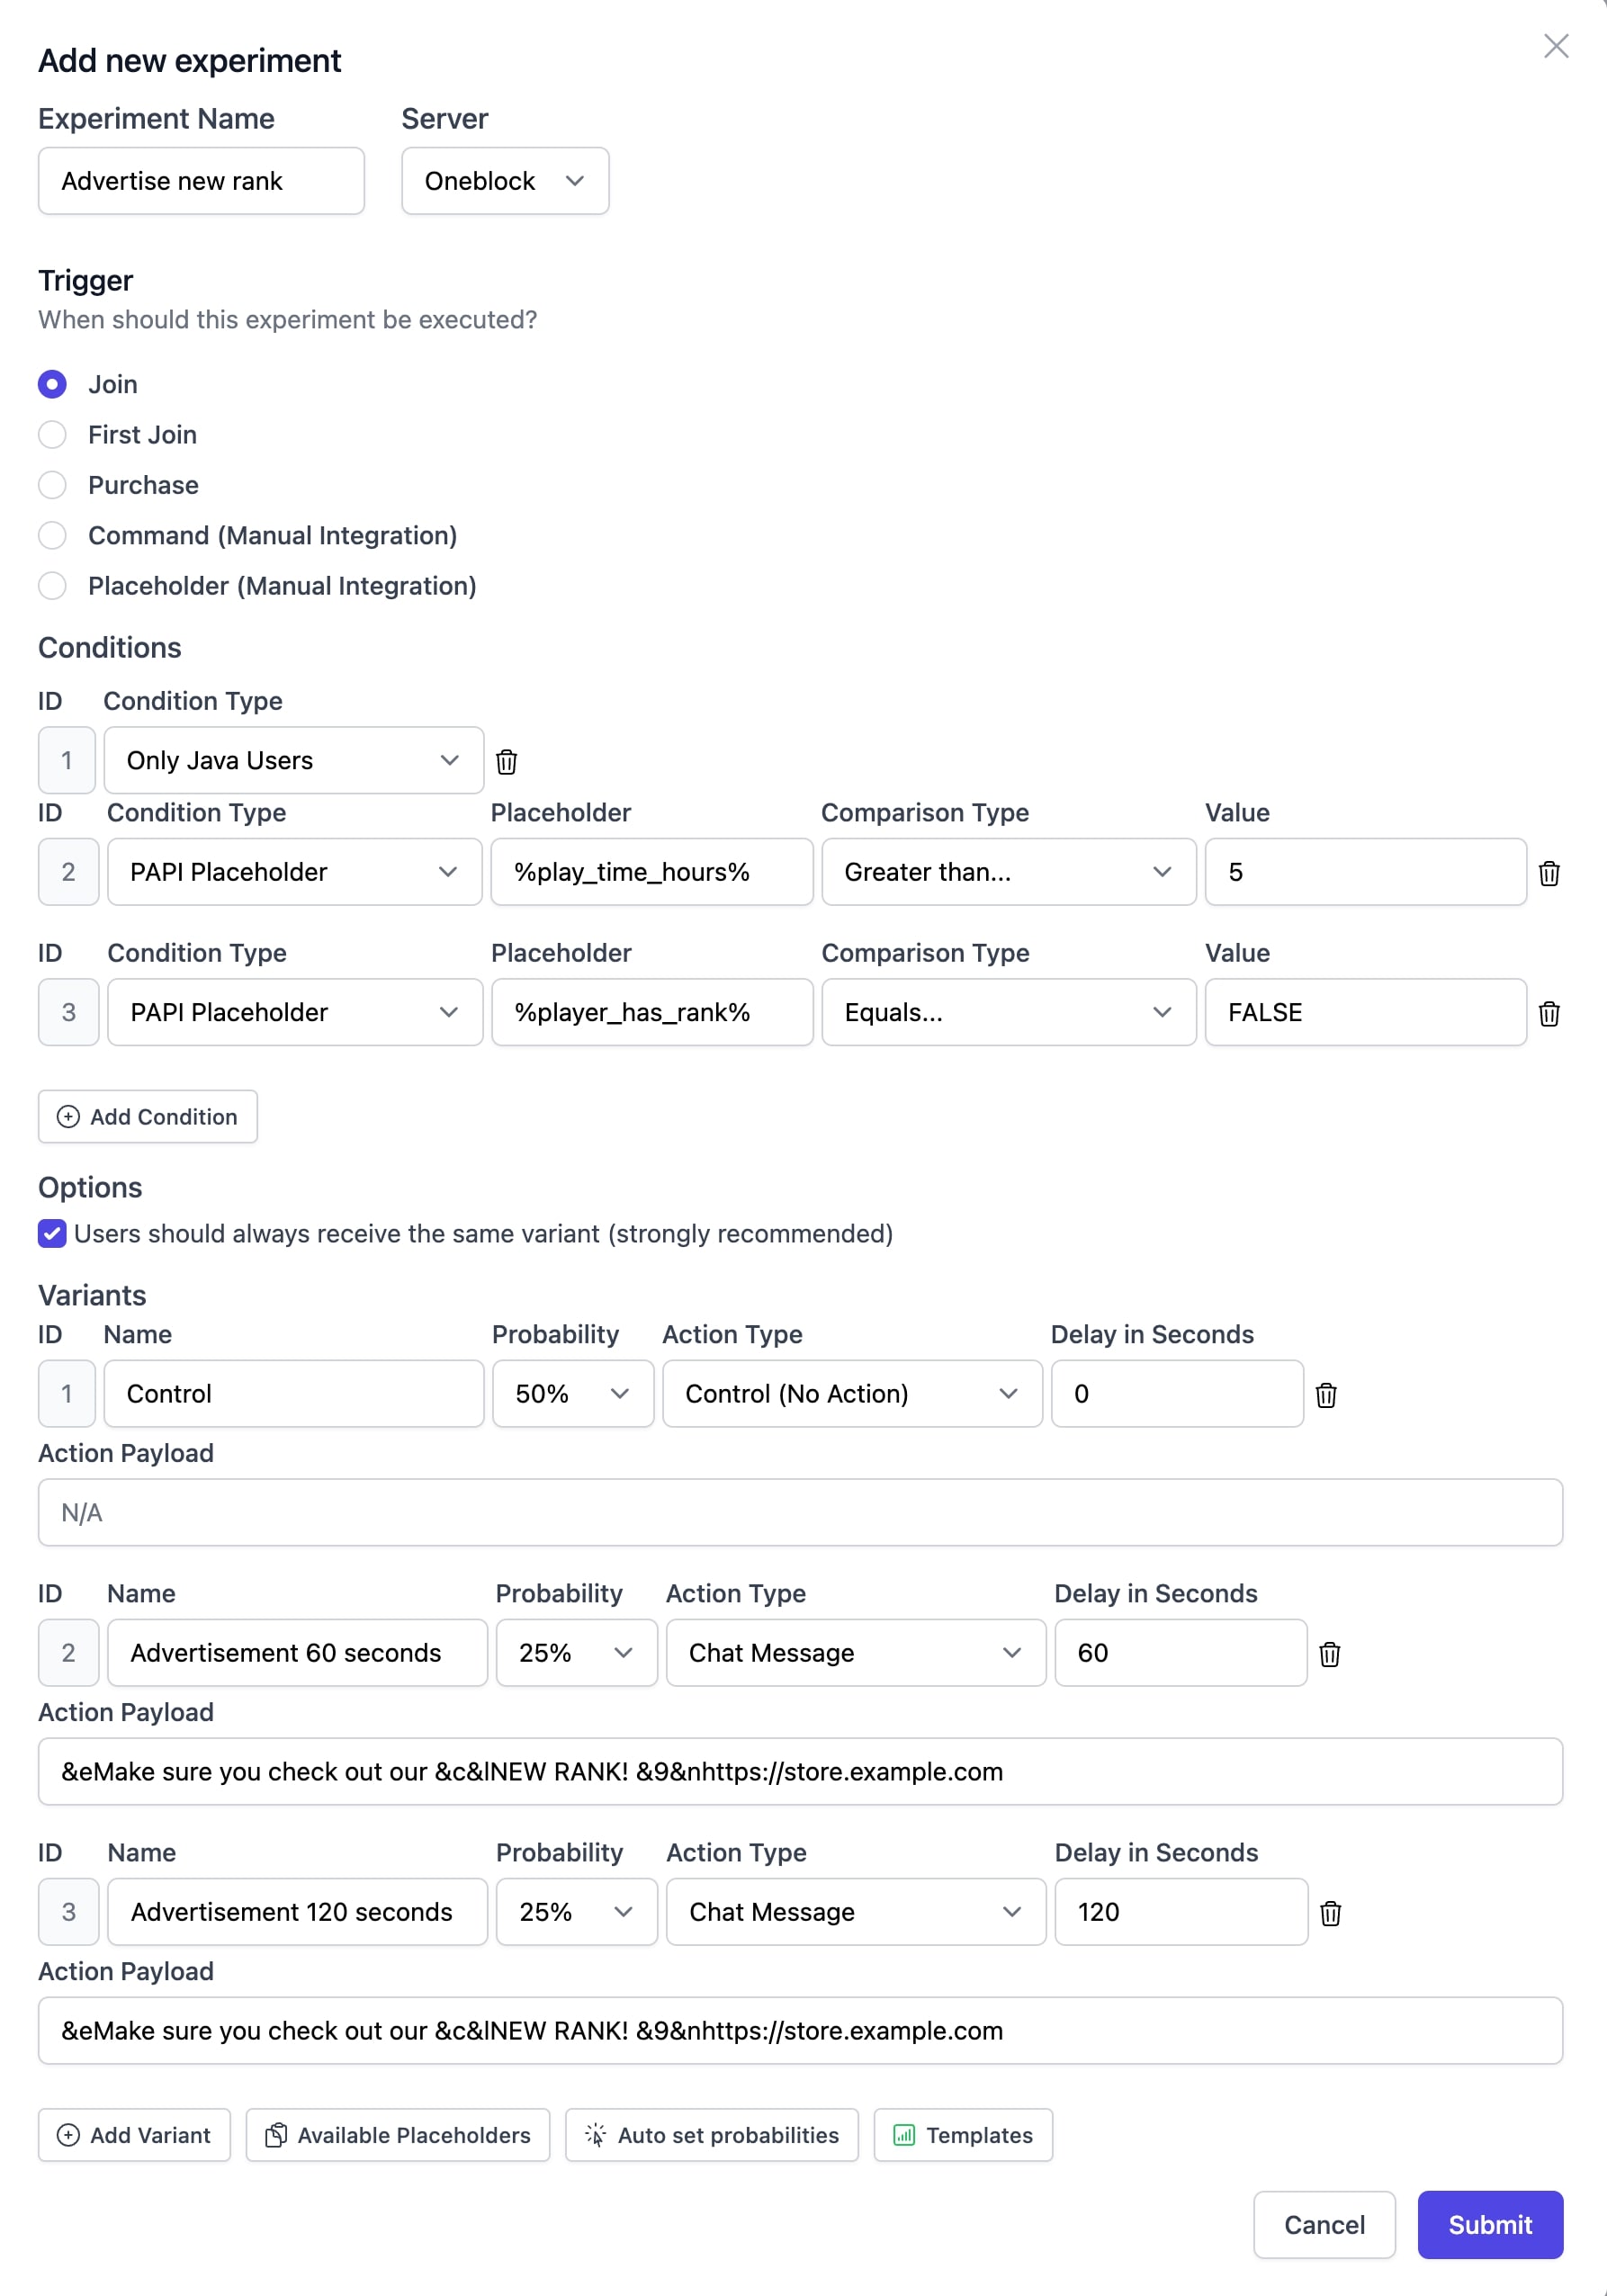 Add new experiment
Experiment Name Server
Advertise new rank Oneblock
Trigger
When should this experiment be executed?
Join
First Join
Purchase
Command (Manual Integration)
Placeholder (Manual Integration)
Conditions
ID Condition Type
1 Only Java Users
ID Condition Type Placeholder Comparison Type Value
2 PAPI Placeholder %play_time_hours% Greater than... 5
ID Condition Type Placeholder Comparison Type Value
3 PAPI Placeholder %player_has_rank% Equals... FALSE
Add Condition
Options
Users should always receive the same variant (strongly recommended)
Variants
ID Name Probability Action Type Delay in Seconds
1 Control 50% Control (No Action) 0
Action Payload
N/A
ID Name Probability Action Type Delay in Seconds
2 Advertisement 60 seconds 25% Chat Message 60
Action Payload
&eMake sure you check out our &c&lNEW RANK! &9&nhttps://store.example.com
ID Name Probability Action Type Delay in Seconds
3 Advertisement 120 seconds 25% Chat Message 120
Action Payload
&eMake sure you check out our &c&lNEW RANK! &9&nhttps://store.example.com
Add Variant Available Placeholders Auto set probabilities Templates
Cancel Submit